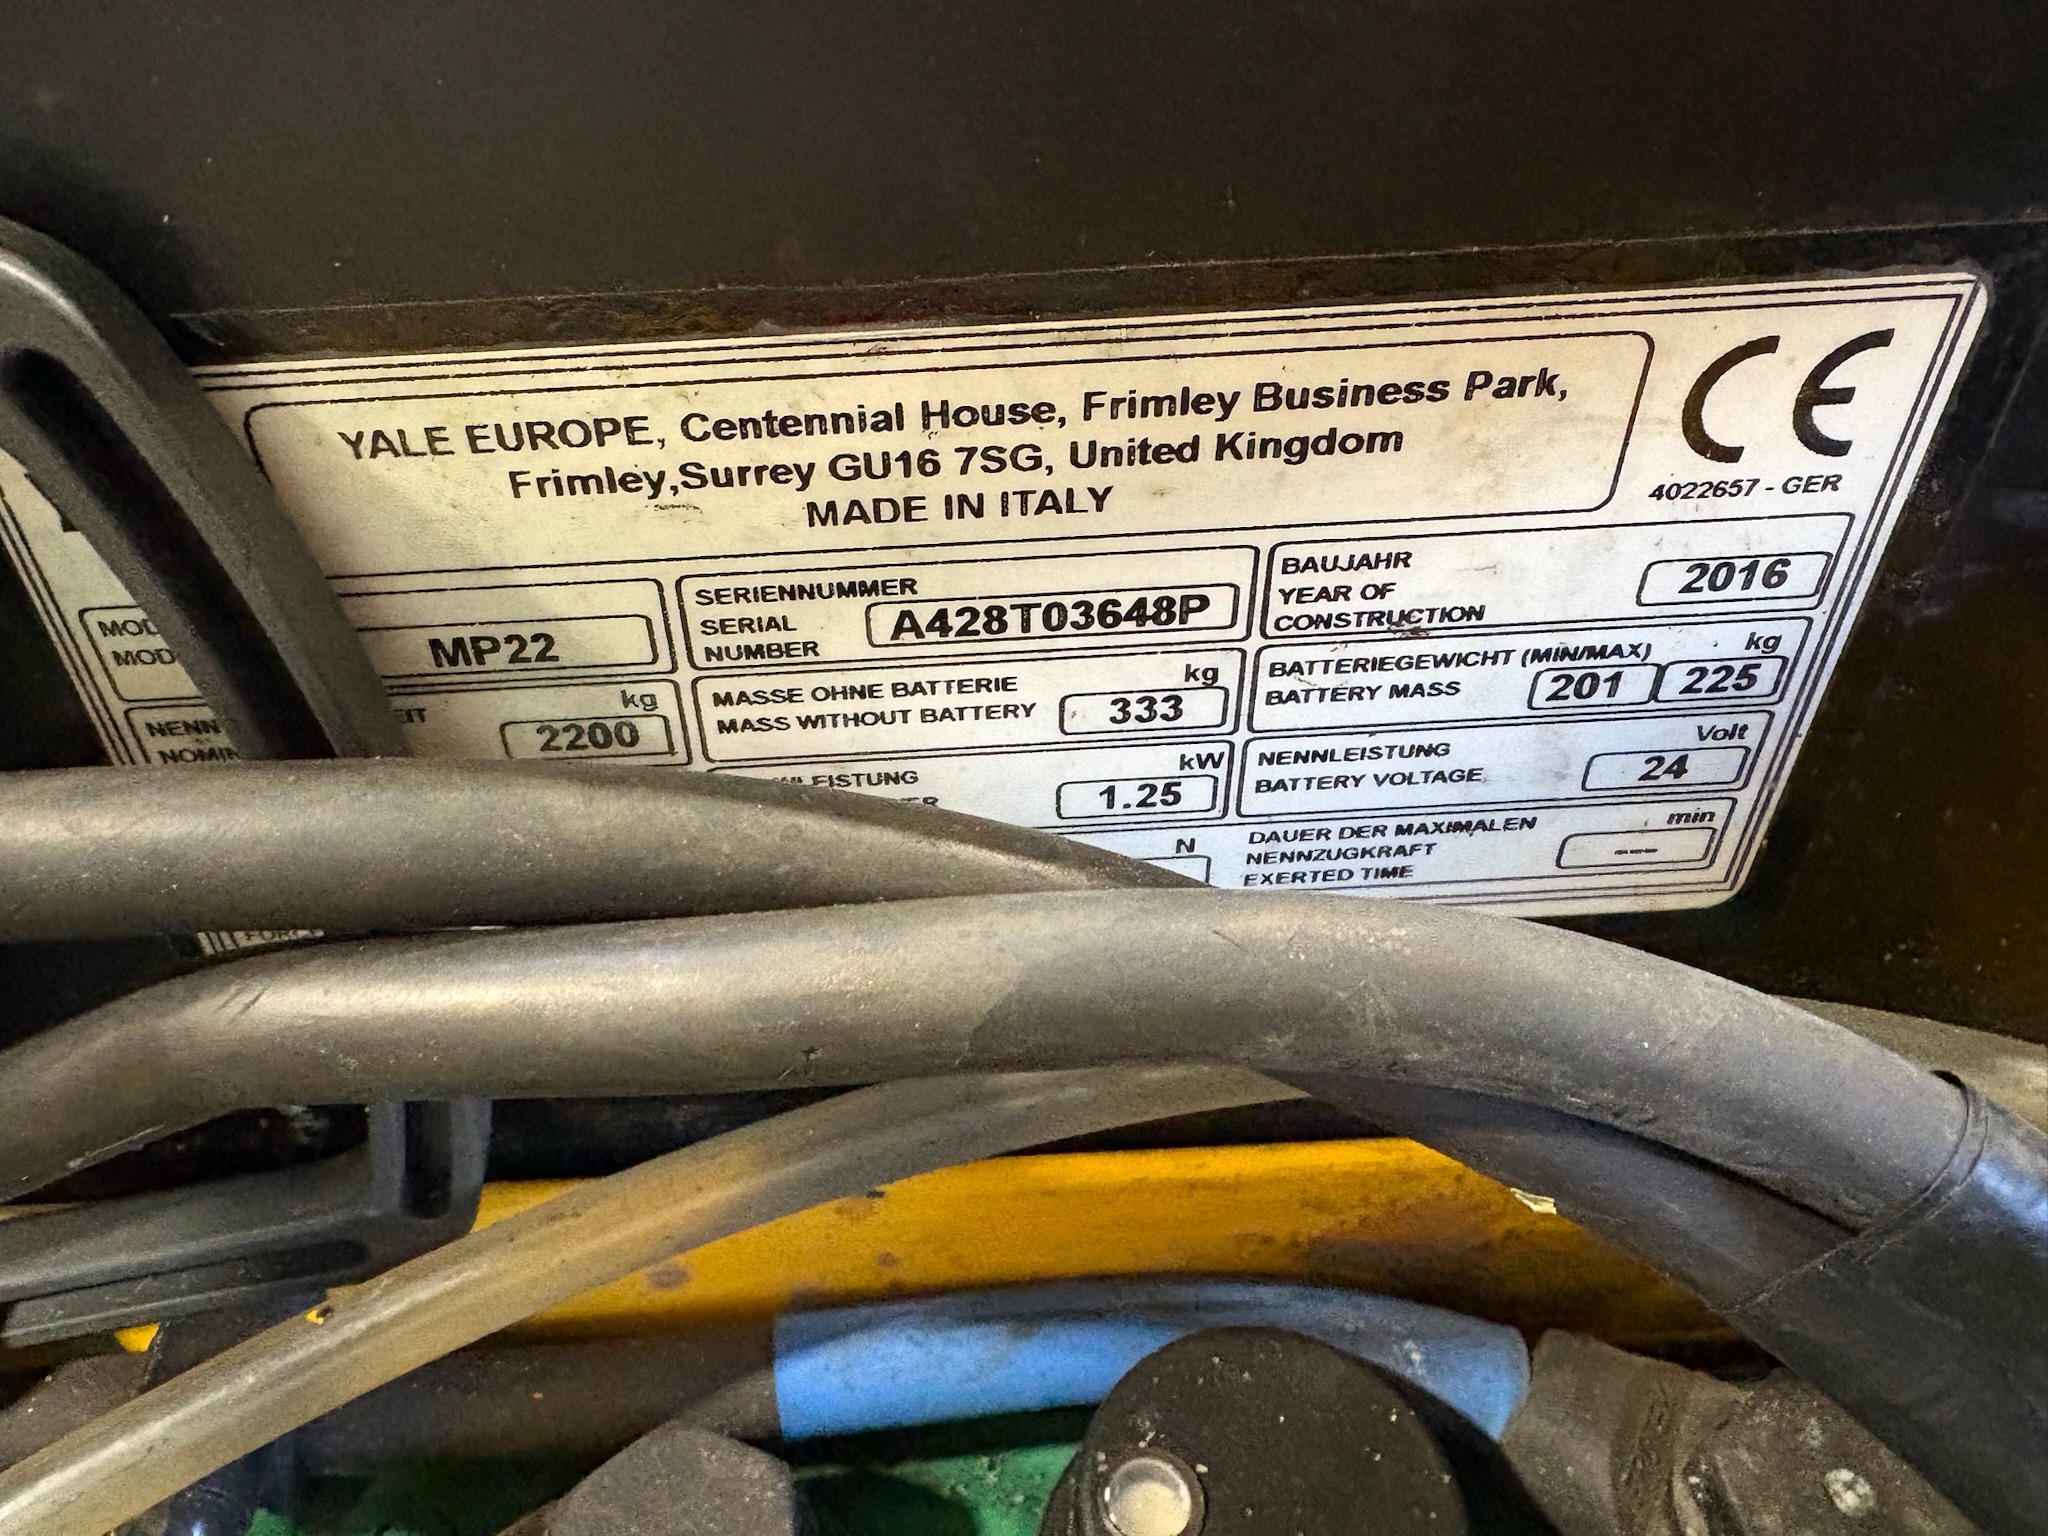 YALE EUROPE, Centennial House, Frimley Business Park,
Frimley,Surrey GU16 7SG, United Kingdom
MADE IN ITALY
CE
4022657 - GER
MP22
SERIENNUMMER
SERIAL
NUMBER
A428T03648P
BAUJAHR
YEAR OF
CONSTRUCTION
2016
kg
2200
MASSE OHNE BATTERIE
MASS WITHOUT BATTERY
kg
333
BATTERIEGEWICHT (MIN/MAX)
BATTERY MASS
kg
201 225
kW
1.25
NENNLEISTUNG
BATTERY VOLTAGE
Volt
24
N
DAUER DER MAXIMALEN
NENNZUGKRAFT
EXERTED TIME
min
---